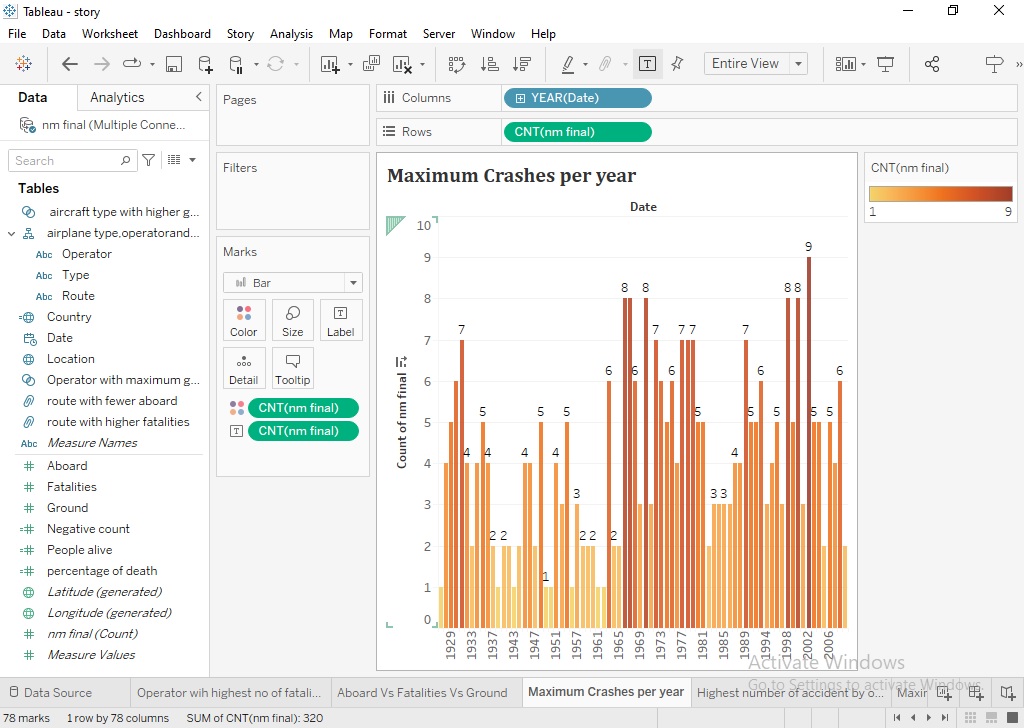 Tableau - story
File Data Worksheet Dashboard Story Analysis Map Format Server Window Help
Entire View
Data Analytics
nm final (Multiple Conne...
Search
Tables
aircraft type with higher g...
airplane type,operatorand...
Abc Operator
Abc Type
Abc Route
Country
Date
Location
Operator with maximum g...
route with fewer aboard
route with higher fatalities
Abc Measure Names
Aboard
Fatalities
Ground
Negative count
People alive
percentage of death
Latitude (generated)
Longitude (generated)
nm final (Count)
Measure Values
Pages
Filters
Marks
Bar
Color Size Label
Detail Tooltip
CNT(nm final)
CNT(nm final)
Columns YEAR(Date)
Rows CNT(nm final)
Maximum Crashes per year
Date
Count of nm final
10
9
8
7
6
5
4
3
2
1
0
7 4 5 4 2 2 4 5 1 4 5 3 2 2 6 2 8 6 8 7 6 7 7 5 3 3 4 7 5 6 5 8 8 9 5 5 6
1929 1933 1937 1943 1947 1951 1957 1961 1965 1969 1973 1977 1981 1985 1989 1994 1998 2002 2006
CNT(nm final)
1 9
Activate Windows
Go to Settings to activate Windows.
Data Source Operator wih highest no of fatali... Aboard Vs Fatalities Vs Ground Maximum Crashes per year Highest number of accident by o... Maxir
78 marks 1 row by 78 columns SUM of CNT(nm final): 320